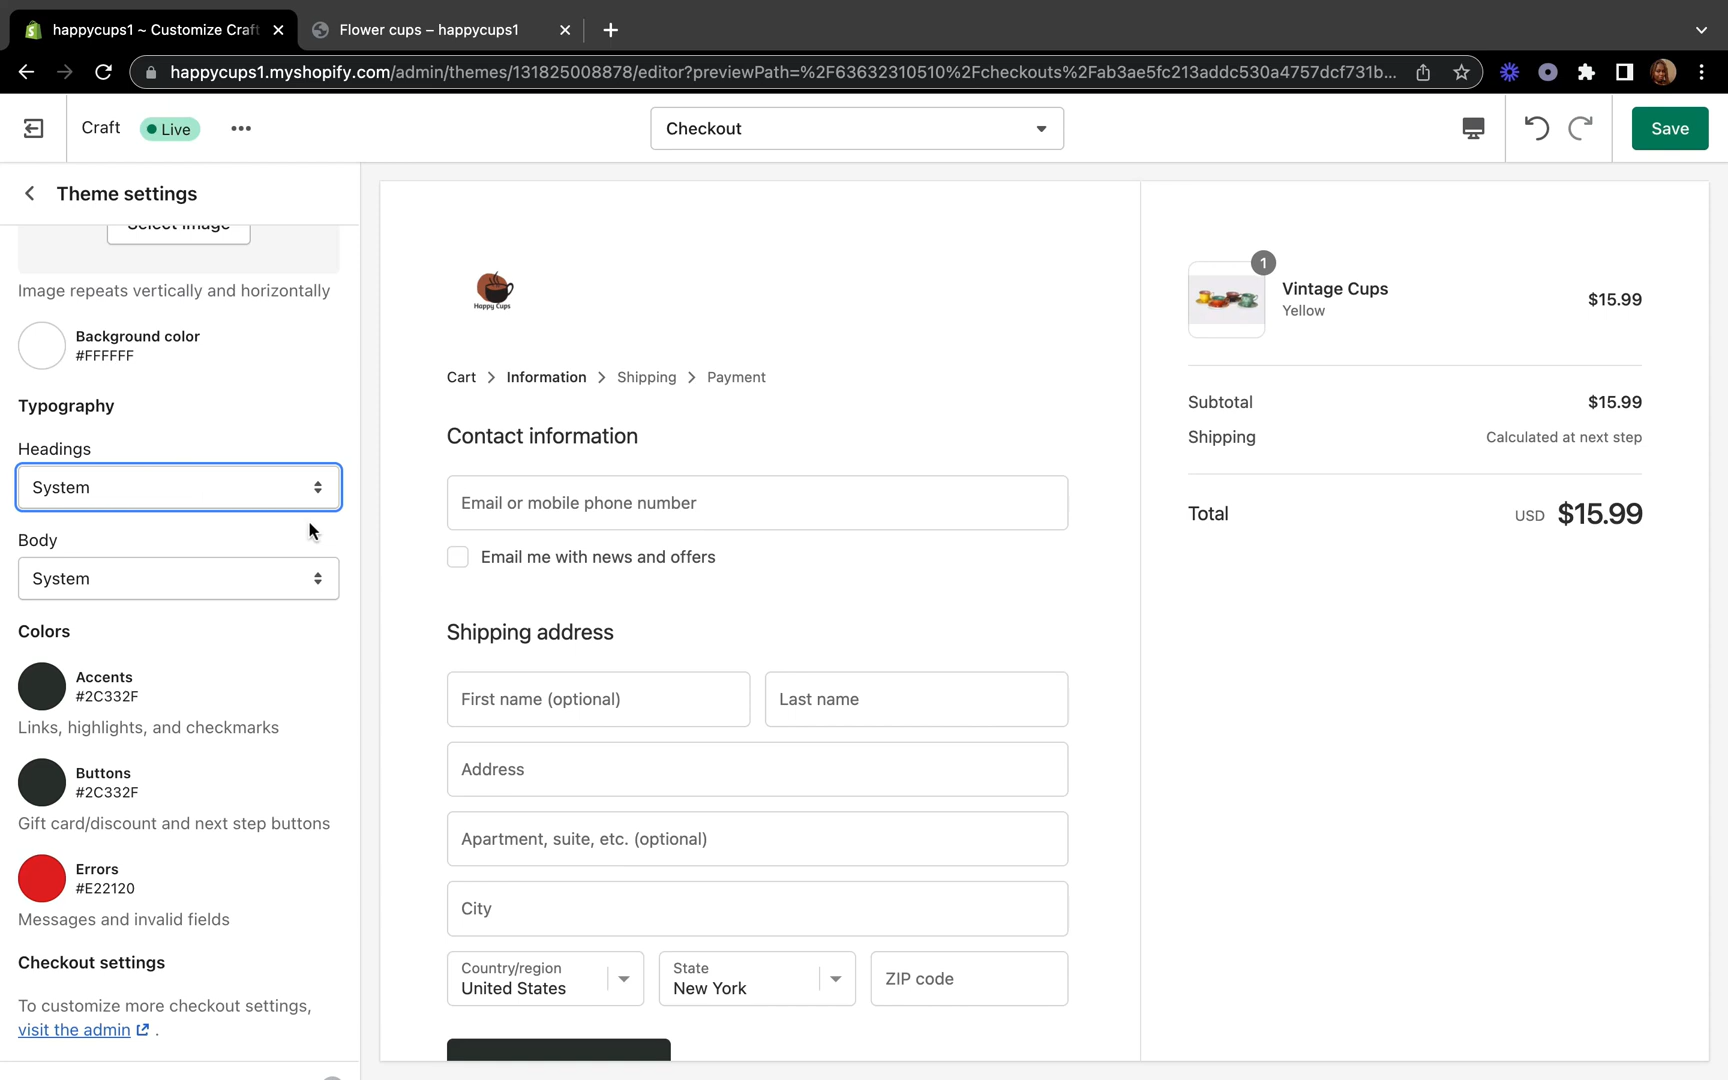 happycups1 ~ Customize Craft
Flower cups – happycups1
happycups1.myshopify.com/admin/themes/131825008878/editor?previewPath=%2F63632310510%2Fcheckouts%2Fab3ae5fc213addc530a4757dcf731b...
Craft
Live
Checkout
Save
Theme settings
Select image
Image repeats vertically and horizontally
Background color
#FFFFFF
Typography
Headings
System
Body
System
Colors
Accents
#2C332F
Links, highlights, and checkmarks
Buttons
#2C332F
Gift card/discount and next step buttons
Errors
#E22120
Messages and invalid fields
Checkout settings
To customize more checkout settings,
visit the admin .
Happy Cups
Cart > Information > Shipping > Payment
Contact information
Email or mobile phone number
Email me with news and offers
Shipping address
First name (optional)
Last name
Address
Apartment, suite, etc. (optional)
City
Country/region
United States
State
New York
ZIP code
1
Vintage Cups
Yellow
$15.99
Subtotal
$15.99
Shipping
Calculated at next step
Total
USD $15.99